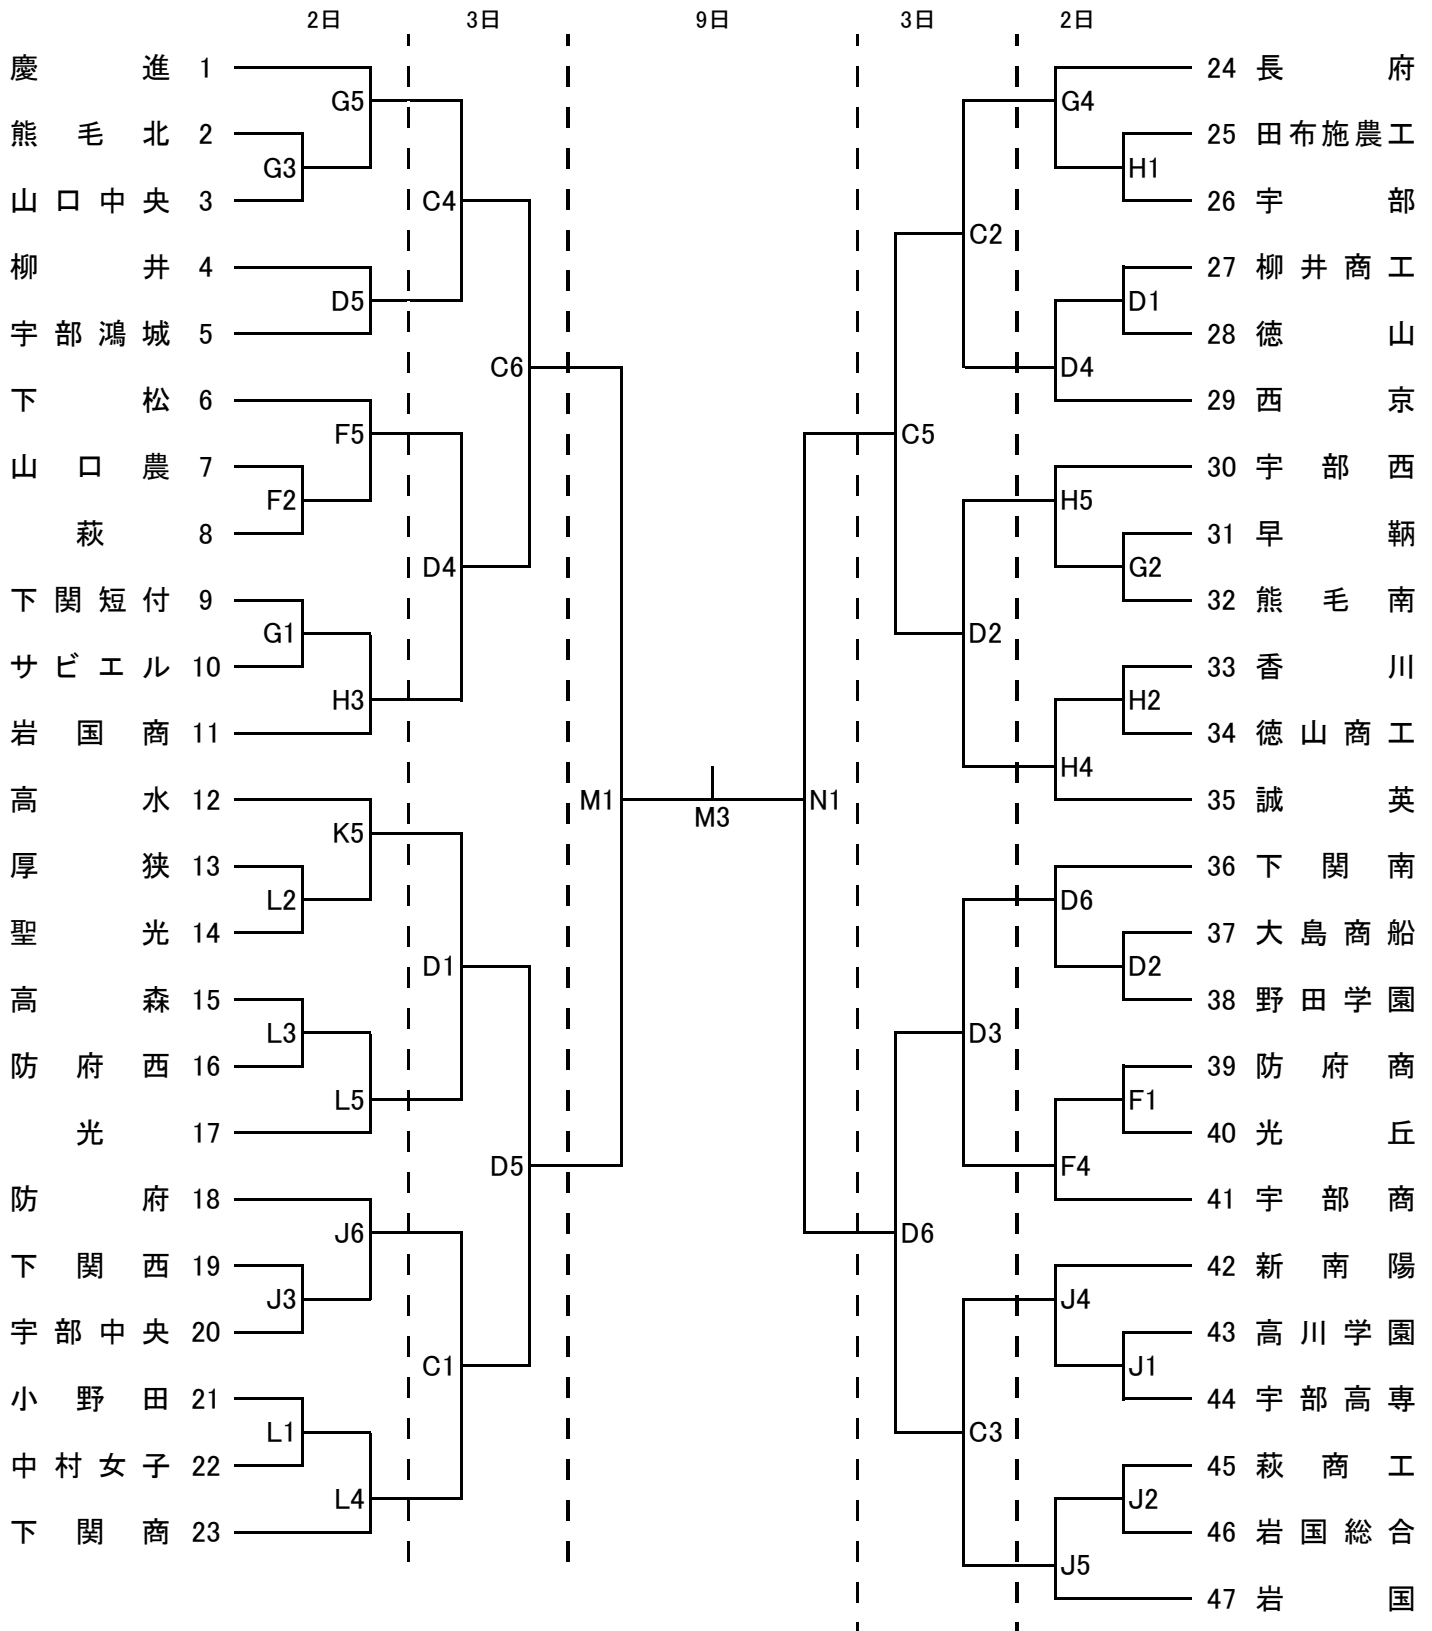 2日 3日 9日 3日 2日
慶進 1
G5
熊毛北 2
G3
山口中央 3
C4
柳井 4
D5
宇部鴻城 5
C6
下松 6
F5
山口農 7
F2
萩 8
D4
下関短付 9
G1
サビエル 10
H3
岩国商 11
高水 12
M1
K5
厚狭 13
L2
聖光 14
D1
高森 15
L3
防府西 16
L5
光 17
D5
防府 18
J6
下関西 19
J3
宇部中央 20
C1
小野田 21
L1
中村女子 22
L4
下関商 23
M3
24 長府
G4
25 田布施農工
H1
26 宇部
C2
27 柳井商工
D1
28 徳山
D4
29 西京
C5
30 宇部西
H5
31 早鞆
G2
32 熊毛南
D2
33 香川
H2
34 徳山商工
H4
35 誠英
N1
36 下関南
D6
37 大島商船
D2
38 野田学園
D3
39 防府商
F1
40 光丘
F4
41 宇部商
D6
42 新南陽
J4
43 高川学園
J1
44 宇部高専
C3
45 萩商工
J2
46 岩国総合
J5
47 岩国